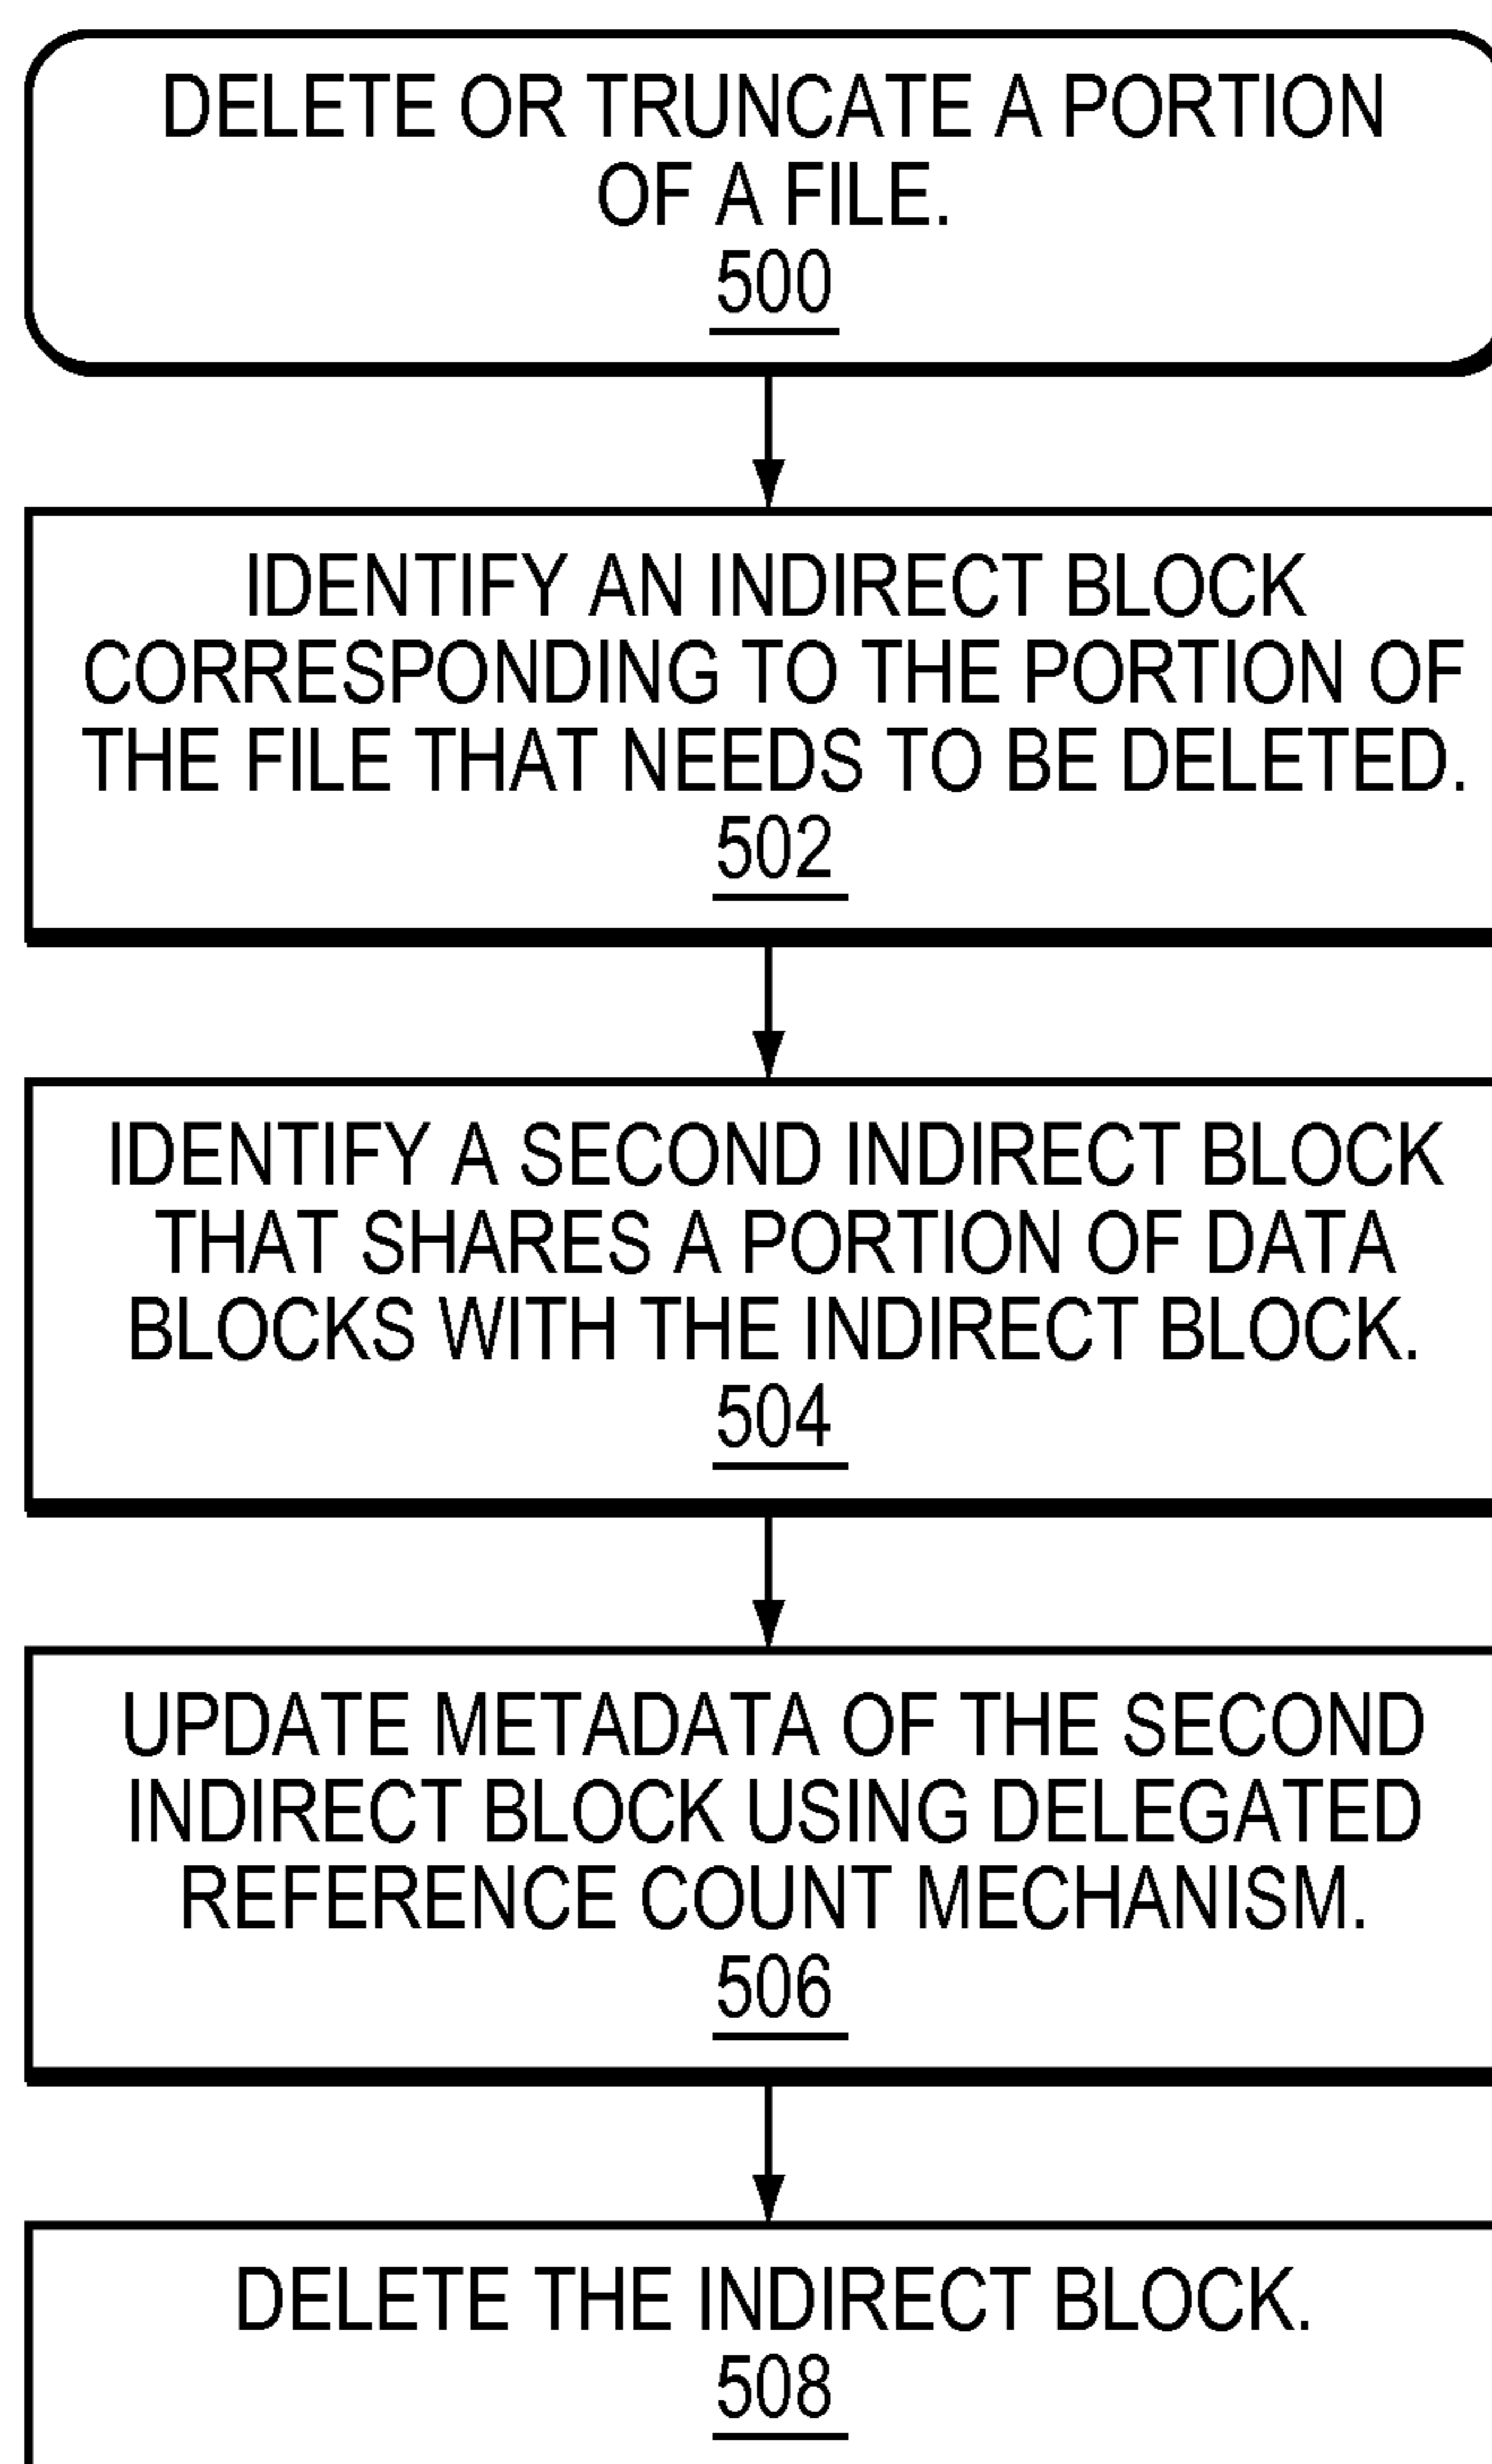 DELETE OR TRUNCATE A PORTION
OF A FILE.
500
IDENTIFY AN INDIRECT BLOCK
CORRESPONDING TO THE PORTION OF
THE FILE THAT NEEDS TO BE DELETED.
502
IDENTIFY A SECOND INDIRECT BLOCK
THAT SHARES A PORTION OF DATA
BLOCKS WITH THE INDIRECT BLOCK.
504
UPDATE METADATA OF THE SECOND
INDIRECT BLOCK USING DELEGATED
REFERENCE COUNT MECHANISM.
506
DELETE THE INDIRECT BLOCK.
508